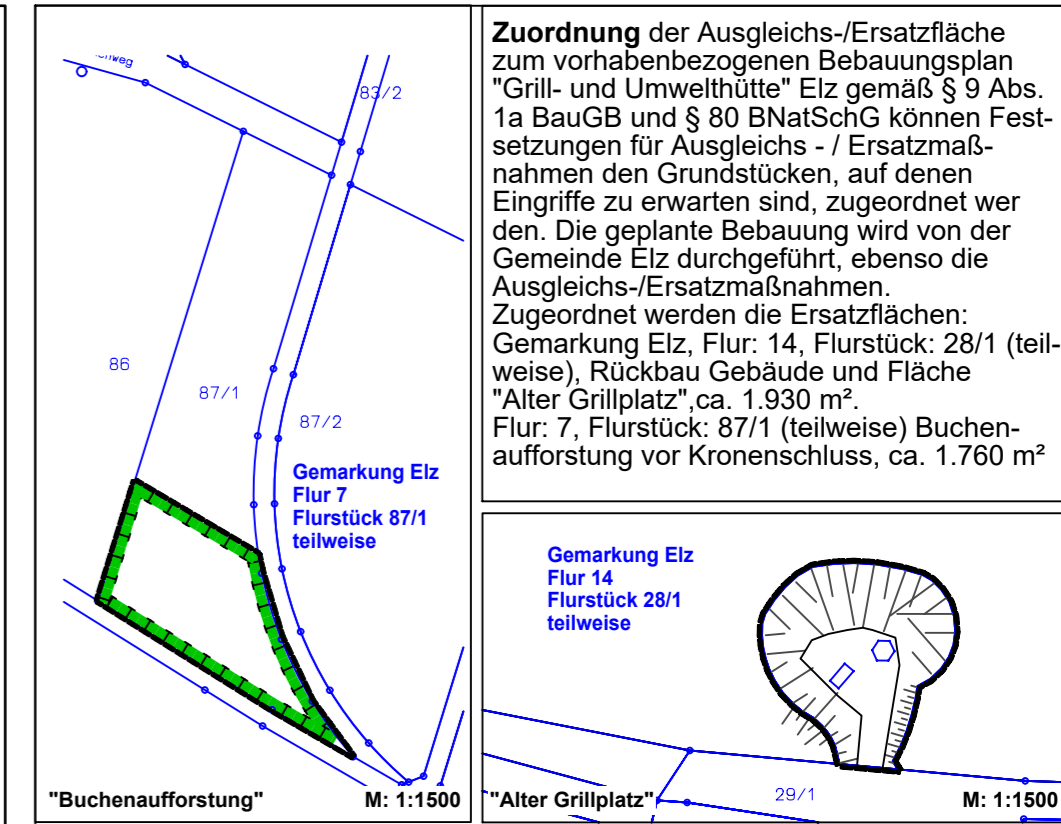 83/2
86
87/1
87/2
Gemarkung Elz
Flur 7
Flurstück 87/1
teilweise
"Buchenaufforstung"
M: 1:1500
Zuordnung der Ausgleichs-/Ersatzfläche
zum vorhabenbezogenen Bebauungsplan
"Grill- und Umwelthütte" Elz gemäß § 9 Abs.
1a BauGB und § 80 BNatSchG können Fest-
setzungen für Ausgleichs - / Ersatzmaß-
nahmen den Grundstücken, auf denen
Eingriffe zu erwarten sind, zugeordnet wer
den. Die geplante Bebauung wird von der
Gemeinde Elz durchgeführt, ebenso die
Ausgleichs-/Ersatzmaßnahmen.
Zugeordnet werden die Ersatzflächen:
Gemarkung Elz, Flur: 14, Flurstück: 28/1 (teil-
weise), Rückbau Gebäude und Fläche
"Alter Grillplatz",ca. 1.930 m².
Flur: 7, Flurstück: 87/1 (teilweise) Buchen-
aufforstung vor Kronenschluss, ca. 1.760 m²
Gemarkung Elz
Flur 14
Flurstück 28/1
teilweise
"Alter Grillplatz"
29/1
M: 1:1500